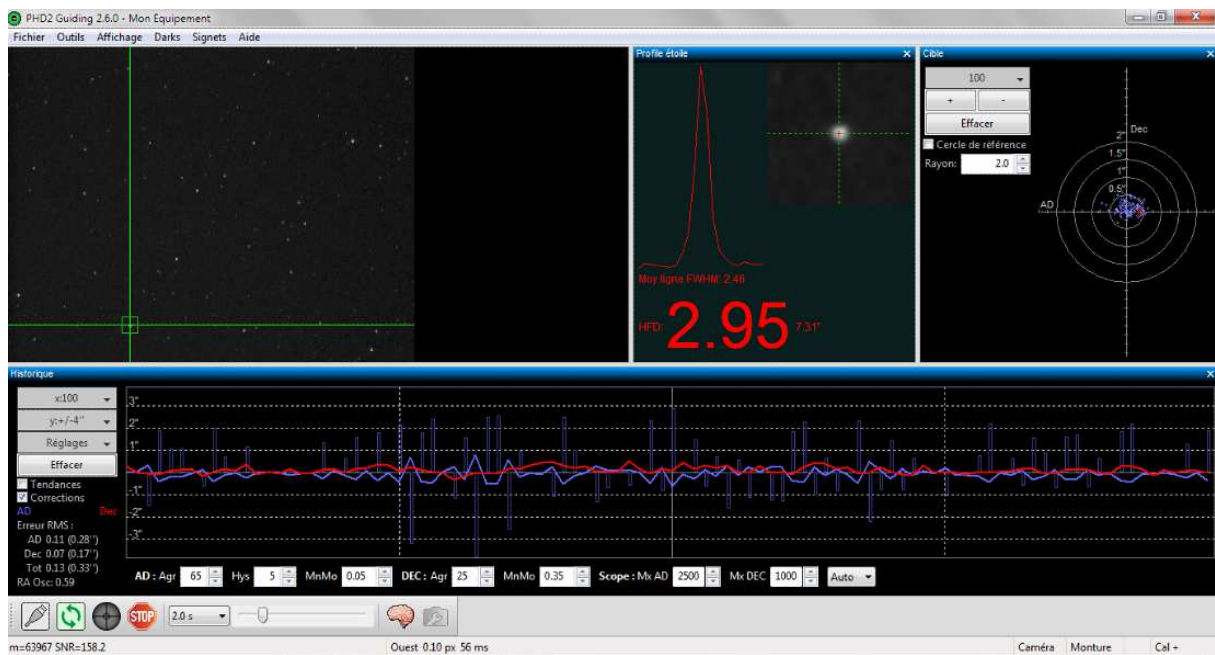 PHD2 Guiding 2.6.0 - Mon Equipement
Fichier Outils Affichage Darks Signets Aide
Profile étoile
Moy ligne FWHM: 2.46
HFD: 2.95 7.31"
Cible
100
+ -
Effacer
Cercle de référence
Rayon: 2.0
Dec
2"
1.5"
1"
0.5"
AD
Historique
x:100
y:+/-4"
Réglages
Effacer
Tendances
Corrections
AD Dec
Erreur RMS :
AD 0.11 (0.28")
Dec 0.07 (0.17")
Tot 0.13 (0.33")
RA Osc: 0.59
3"
2"
1"
-1"
-2"
-3"
AD : Agr 65 Hys 5 MnMo 0.05 DEC : Agr 25 MnMo 0.35 Scope : Mx AD 2500 Mx DEC 1000 Auto
STOP 2.0 s
m=63967 SNR=158.2 Ouest 0.10 px 56 ms Caméra Monture Cal +